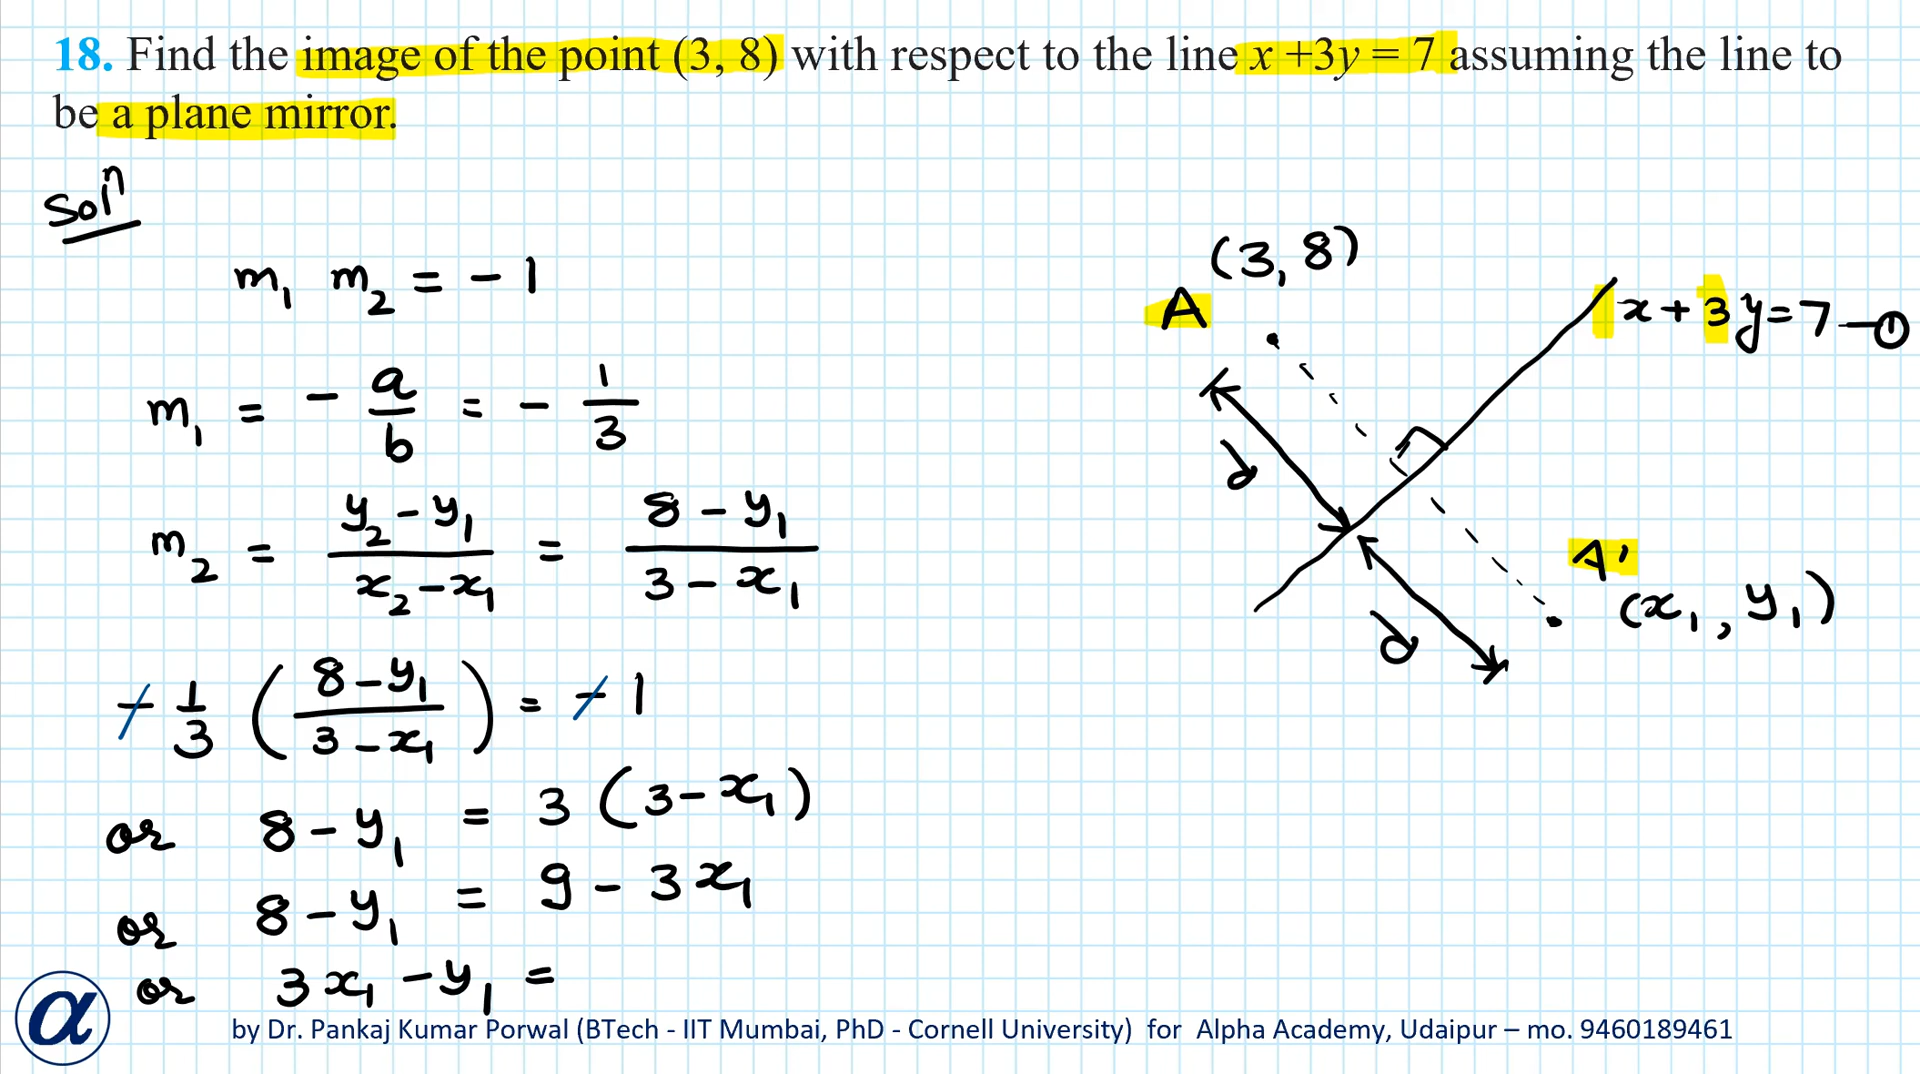 18. Find the image of the point (3, 8) with respect to the line x +3y = 7 assuming the line to
be a plane mirror.
Solⁿ
m₁ m₂ = - 1
m₁ = - a/b = - 1/3
m₂ = (y₂ - y₁)/(x₂ - x₁) = (8 - y₁)/(3 - x₁)
- 1/3 ((8 - y₁)/(3 - x₁)) = - 1
or 8 - y₁ = 3 (3 - x₁)
or 8 - y₁ = 9 - 3x₁
or 3x₁ - y₁ =
(3, 8)
A
1x + 3y = 7 — ①
d
A'
(x₁, y₁)
d
α
by Dr. Pankaj Kumar Porwal (BTech - IIT Mumbai, PhD - Cornell University) for Alpha Academy, Udaipur – mo. 9460189461